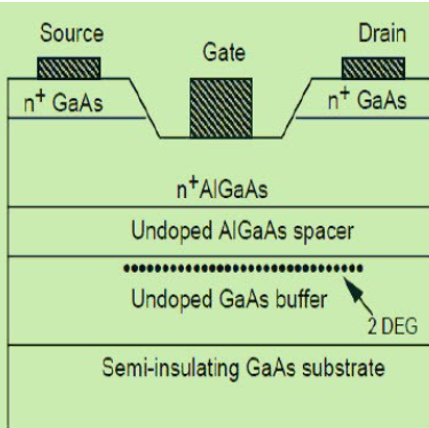 Source
Gate
Drain
n+ GaAs
n+ GaAs
n+AlGaAs
Undoped AlGaAs spacer
Undoped GaAs buffer
2 DEG
Semi-insulating GaAs substrate